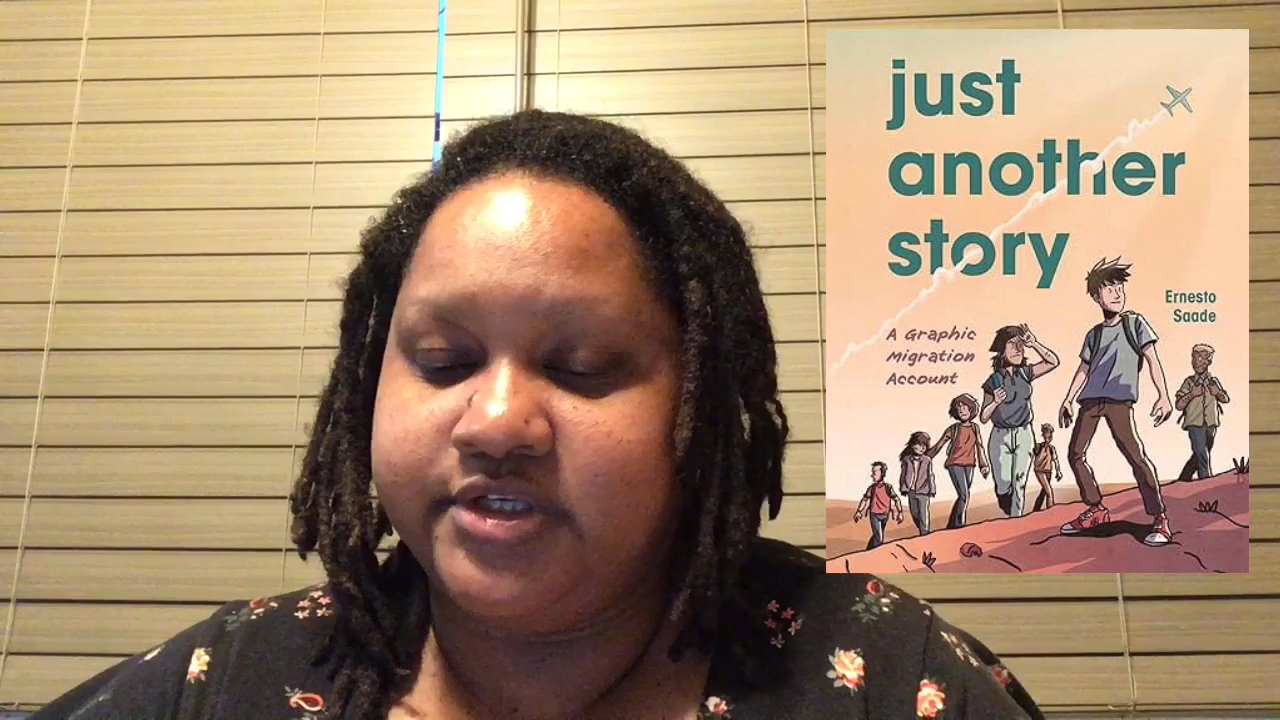 just
another
story
Ernesto
Saade
A Graphic
Migration
Account